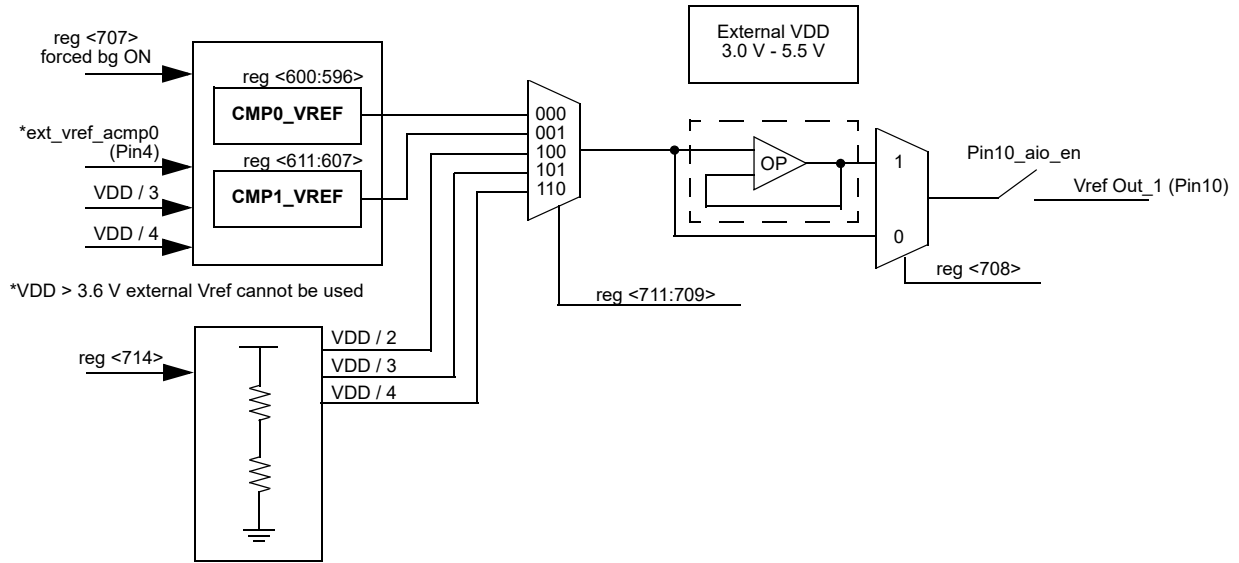 reg <707>
forced bg ON
reg <600:596>
CMP0_VREF
*ext_vref_acmp0
(Pin4)
reg <611:607>
CMP1_VREF
VDD / 3
VDD / 4
*VDD > 3.6 V external Vref cannot be used
External VDD
3.0 V - 5.5 V
000
001
100
101
110
OP
1
0
Pin10_aio_en
Vref Out_1 (Pin10)
reg <708>
reg <711:709>
reg <714>
VDD / 2
VDD / 3
VDD / 4